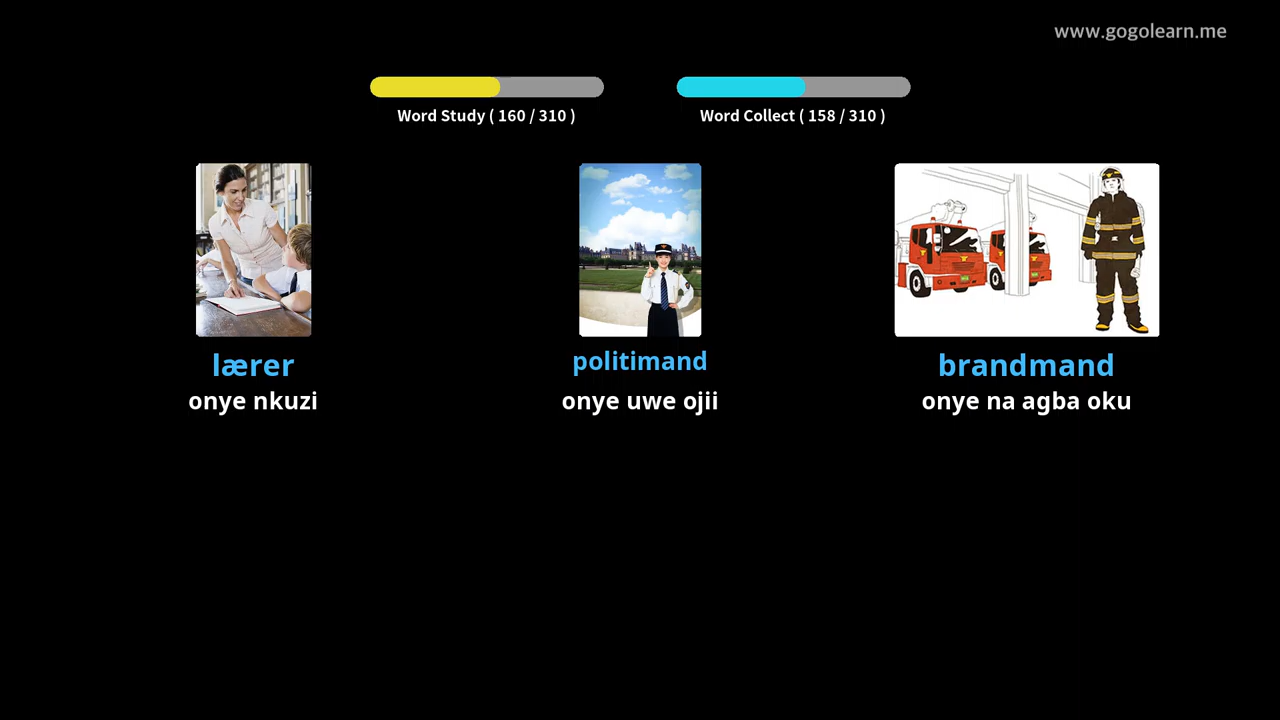 www.gogolearn.me
Word Study ( 160 / 310 )
Word Collect ( 158 / 310 )
lærer
politimand
brandmand
onye nkuzi
onye uwe ojii
onye na agba oku